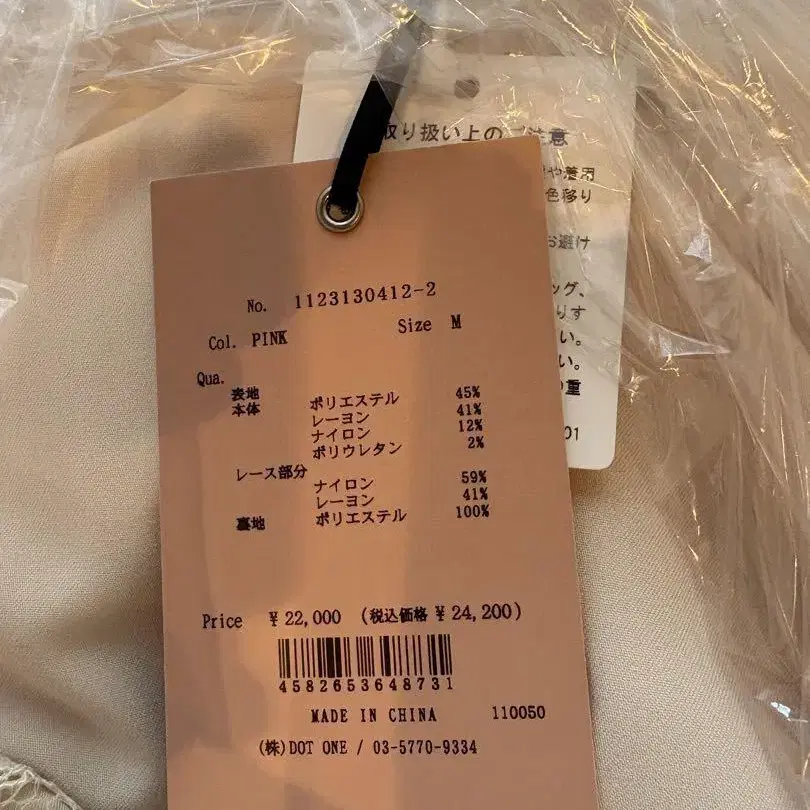 取り扱い上のご注意
や着用
色移り
お避け
ッグ、
りす
い。
い。
重
01
No. 1123130412-2
Col. PINK Size M
Qua.
表地
本体 ポリエステル 45%
レーヨン 41%
ナイロン 12%
ポリウレタン 2%
レース部分
ナイロン 59%
レーヨン 41%
裏地 ポリエステル 100%
Price ¥22,000 (税込価格 ¥24,200)
4582653648731
MADE IN CHINA 110050
(株)DOT ONE / 03-5770-9334